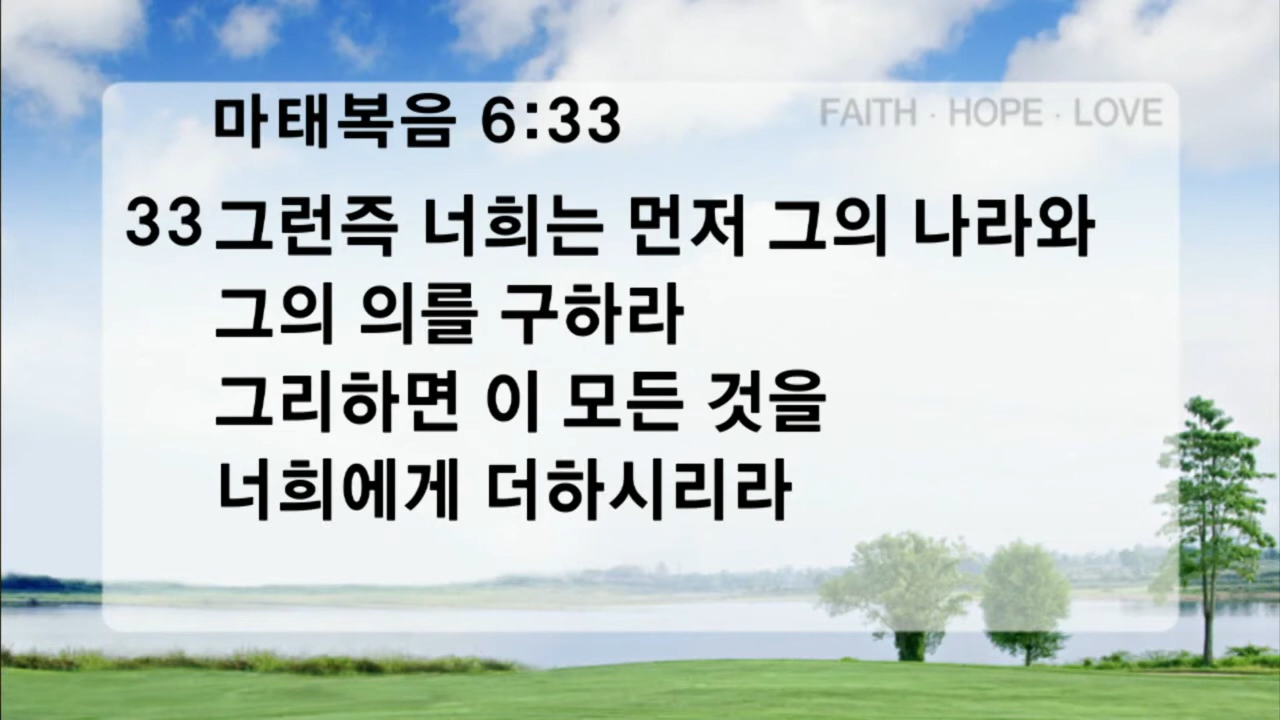 마태복음 6:33
FAITH · HOPE · LOVE
33 그런즉 너희는 먼저 그의 나라와
그의 의를 구하라
그리하면 이 모든 것을
너희에게 더하시리라